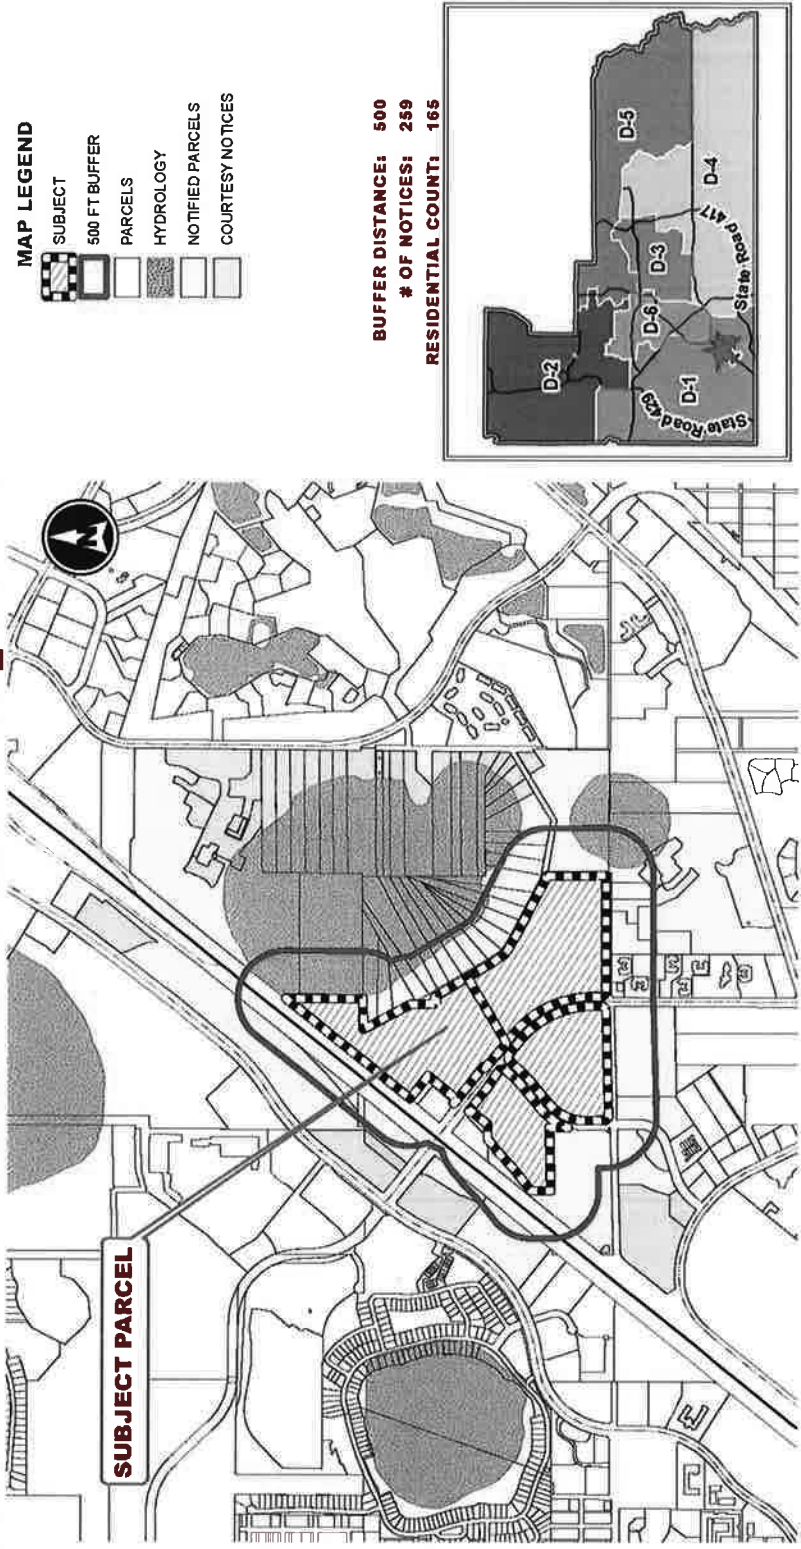 MAP LEGEND
SUBJECT
500 FT BUFFER
PARCELS
HYDROLOGY
NOTIFIED PARCELS
COURTESY NOTICES
BUFFER DISTANCE: 500
# OF NOTICES: 259
RESIDENTIAL COUNT: 165
D-2
D-5
D-3
D-6
D-4
D-1
State Road 429
State Road 417
SUBJECT PARCEL